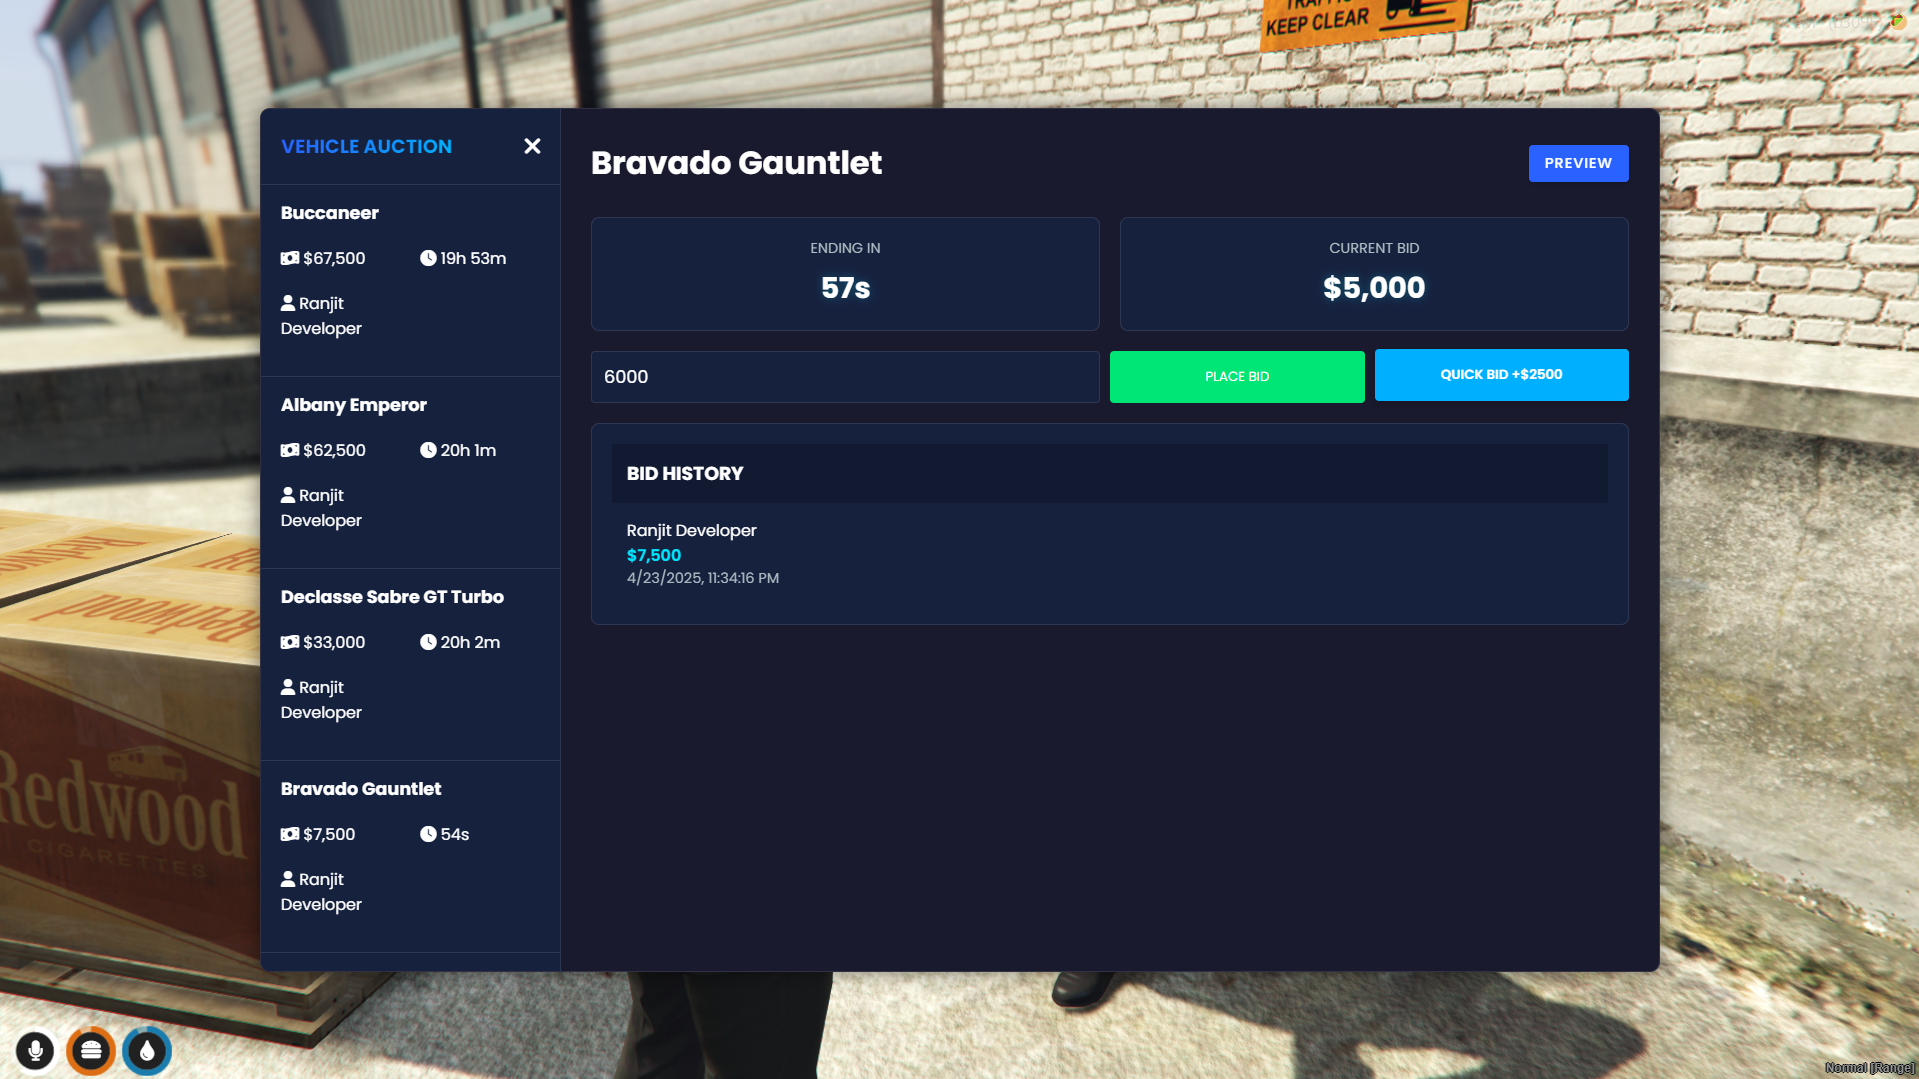 TRAFFIC
KEEP CLEAR
VEHICLE AUCTION
Buccaneer
$67,500
19h 53m
Ranjit
Developer
Albany Emperor
$62,500
20h 1m
Ranjit
Developer
Declasse Sabre GT Turbo
$33,000
20h 2m
Ranjit
Developer
Bravado Gauntlet
$7,500
54s
Ranjit
Developer
Bravado Gauntlet
PREVIEW
ENDING IN
57s
CURRENT BID
$5,000
6000
PLACE BID
QUICK BID +$2500
BID HISTORY
Ranjit Developer
$7,500
4/23/2025, 11:34:16 PM
Redwood
Redwood
CIGARETTES
Normal [Range]